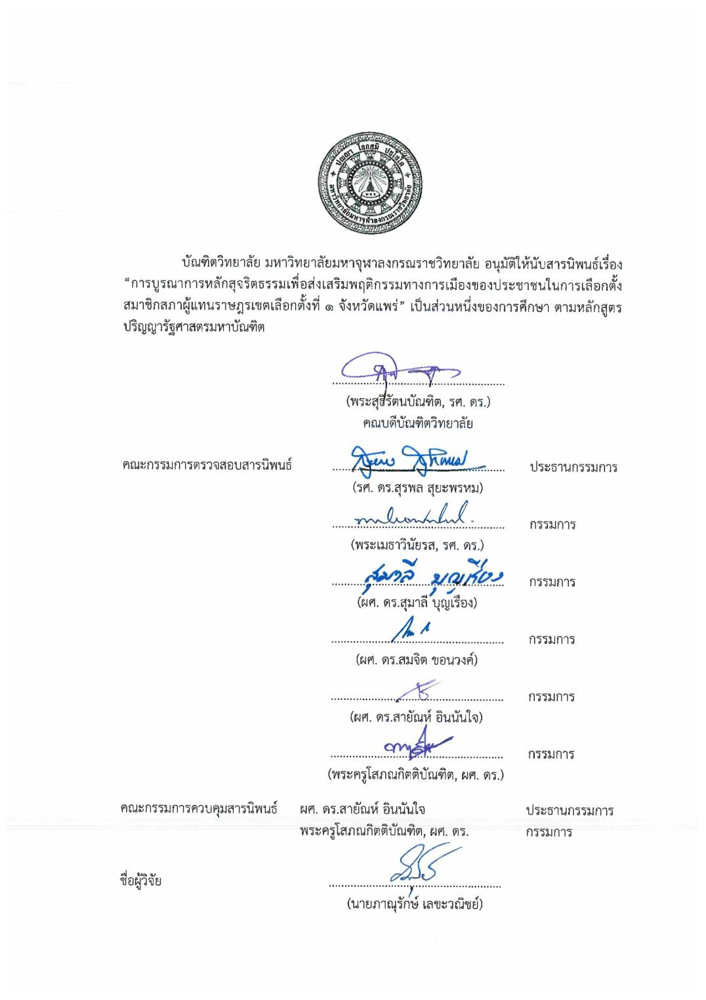 ปญฺญา โลกสฺมิ ปชฺโชโต
มจร
มหาวิทยาลัยมหาจุฬาลงกรณราชวิทยาลัย
บัณฑิตวิทยาลัย มหาวิทยาลัยมหาจุฬาลงกรณราชวิทยาลัย อนุมัติให้นับสารนิพนธ์เรื่อง
“การบูรณาการหลักสุจริตธรรมเพื่อส่งเสริมพฤติกรรมทางการเมืองของประชาชนในการเลือกตั้ง
สมาชิกสภาผู้แทนราษฎรเขตเลือกตั้งที่ ๑ จังหวัดแพร่” เป็นส่วนหนึ่งของการศึกษา ตามหลักสูตร
ปริญญารัฐศาสตรมหาบัณฑิต
(พระสุธีรัตนบัณฑิต, รศ. ดร.)
คณบดีบัณฑิตวิทยาลัย
คณะกรรมการตรวจสอบสารนิพนธ์ ประธานกรรมการ
(รศ. ดร.สุรพล สุยะพรหม)
กรรมการ
(พระเมธาวินัยรส, รศ. ดร.)
สุมาลี บุญเรือง กรรมการ
(ผศ. ดร.สุมาลี บุญเรือง)
กรรมการ
(ผศ. ดร.สมจิต ขอนวงค์)
กรรมการ
(ผศ. ดร.สายัณห์ อินนันใจ)
กรรมการ
(พระครูโสภณกิตติบัณฑิต, ผศ. ดร.)
คณะกรรมการควบคุมสารนิพนธ์ ผศ. ดร.สายัณห์ อินนันใจ ประธานกรรมการ
พระครูโสภณกิตติบัณฑิต, ผศ. ดร. กรรมการ
ชื่อผู้วิจัย
(นายภาณุรักษ์ เลขะวณิชย์)